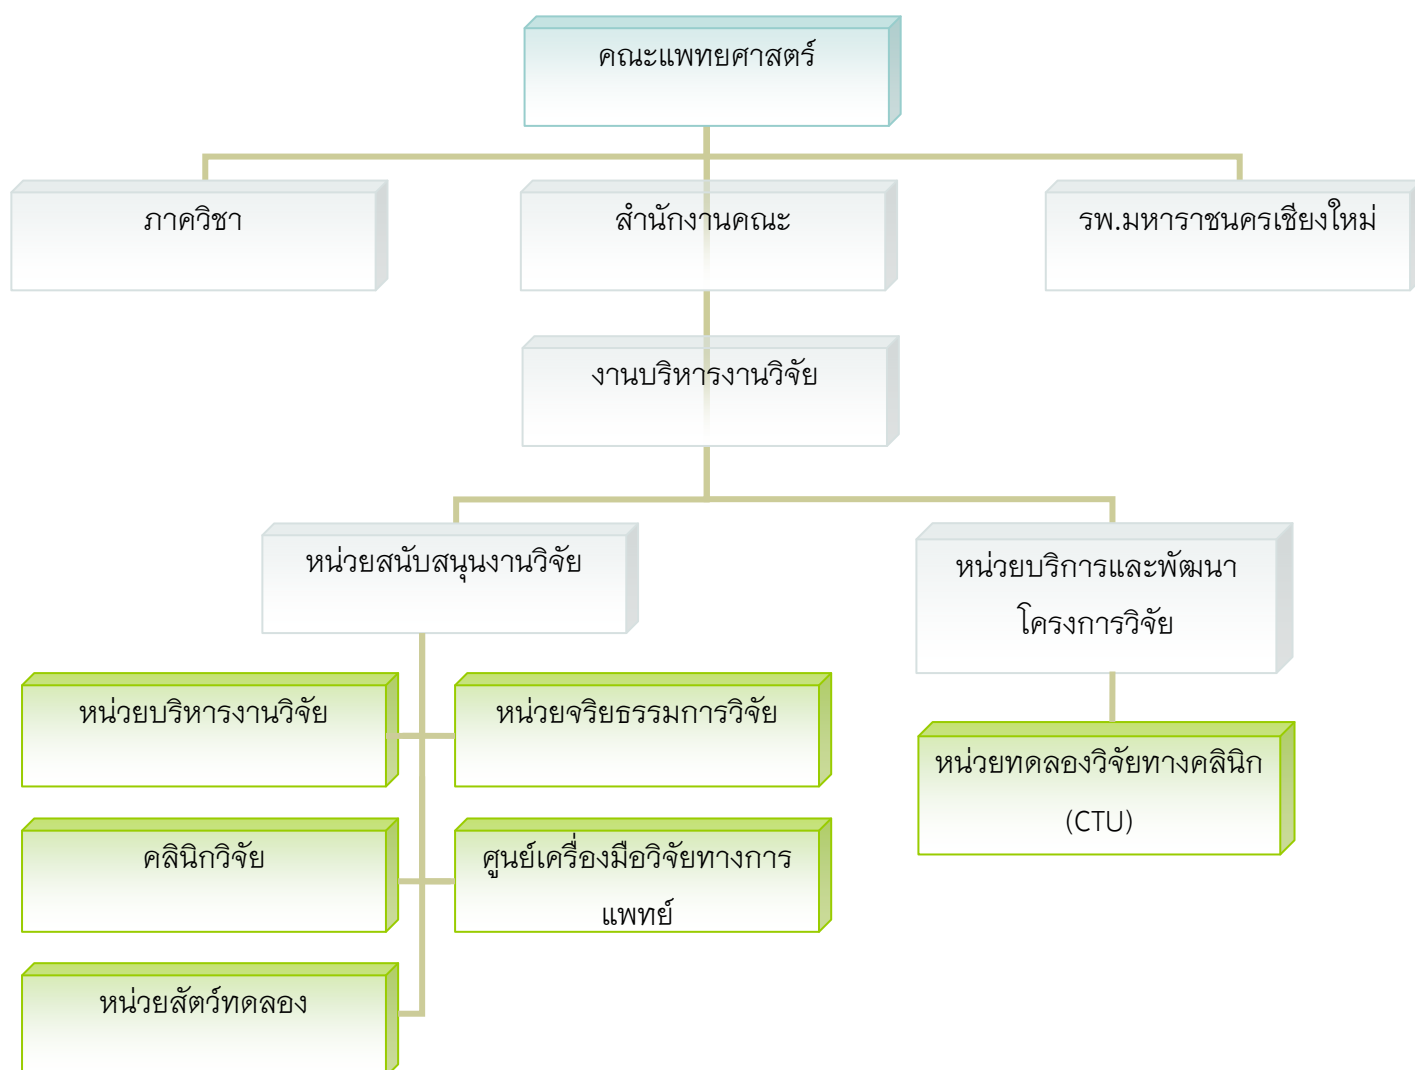 คณะแพทยศาสตร์
ภาควิชา
สำนักงานคณะ
รพ.มหาราชนครเชียงใหม่
งานบริหารงานวิจัย
หน่วยสนับสนุนงานวิจัย
หน่วยบริการและพัฒนา
โครงการวิจัย
หน่วยบริหารงานวิจัย
หน่วยจริยธรรมการวิจัย
หน่วยทดลองวิจัยทางคลินิก
(CTU)
คลินิกวิจัย
ศูนย์เครื่องมือวิจัยทางการ
แพทย์
หน่วยสัตว์ทดลอง